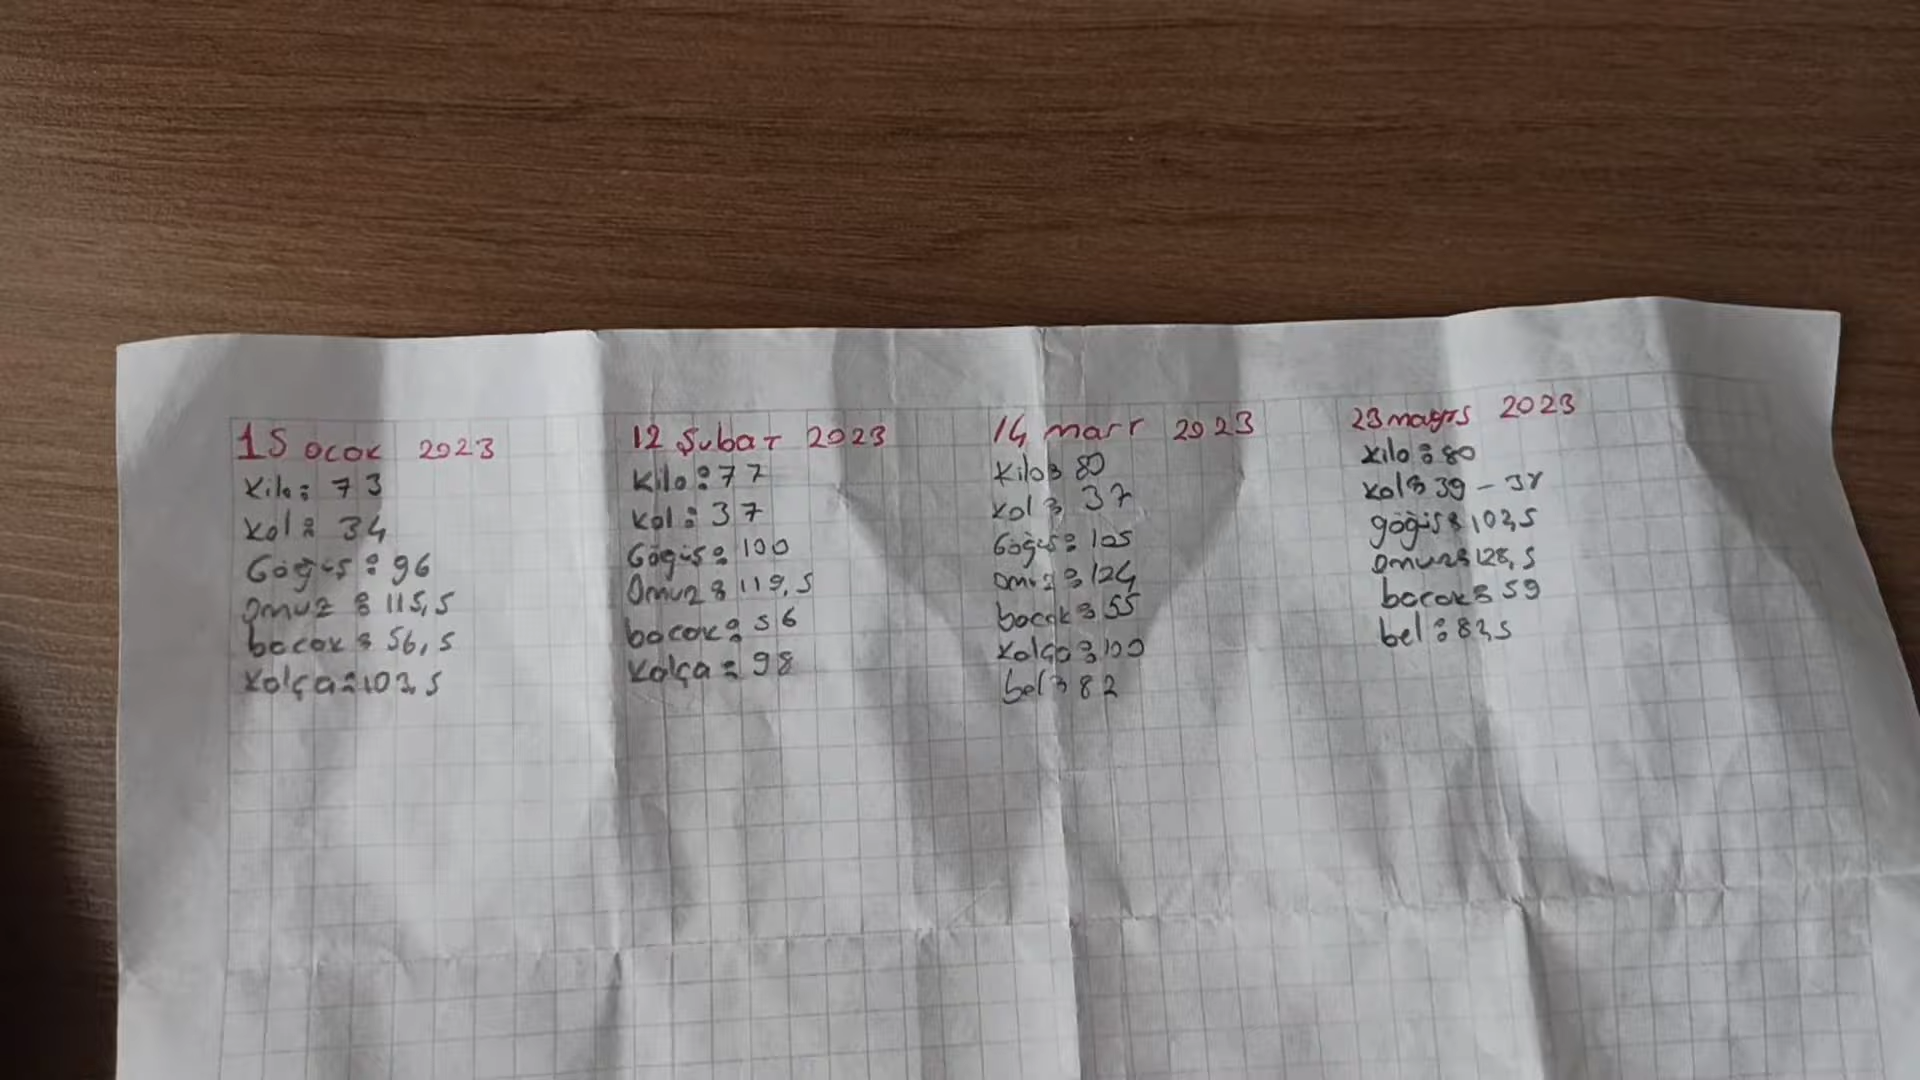 15 ocak 2023
Kilo: 73
Kol: 34
Göğüs: 96
Omuz: 115,5
bacak: 56,5
Kalça: 103,5
12 Şubat 2023
Kilo: 77
Kol: 37
Göğüs: 100
Omuz: 119,5
bacak: 56
Kalça: 98
14 mart 2023
Kilo: 80
Kol: 37
Göğüs: 105
Omuz: 124
bacak: 55
Kalça: 100
bel: 82
23 mayıs 2023
Kilo: 80
Kol: 39 -
göğüs: 102,5
Omuz: 128,5
bacak: 59
bel: 82,5